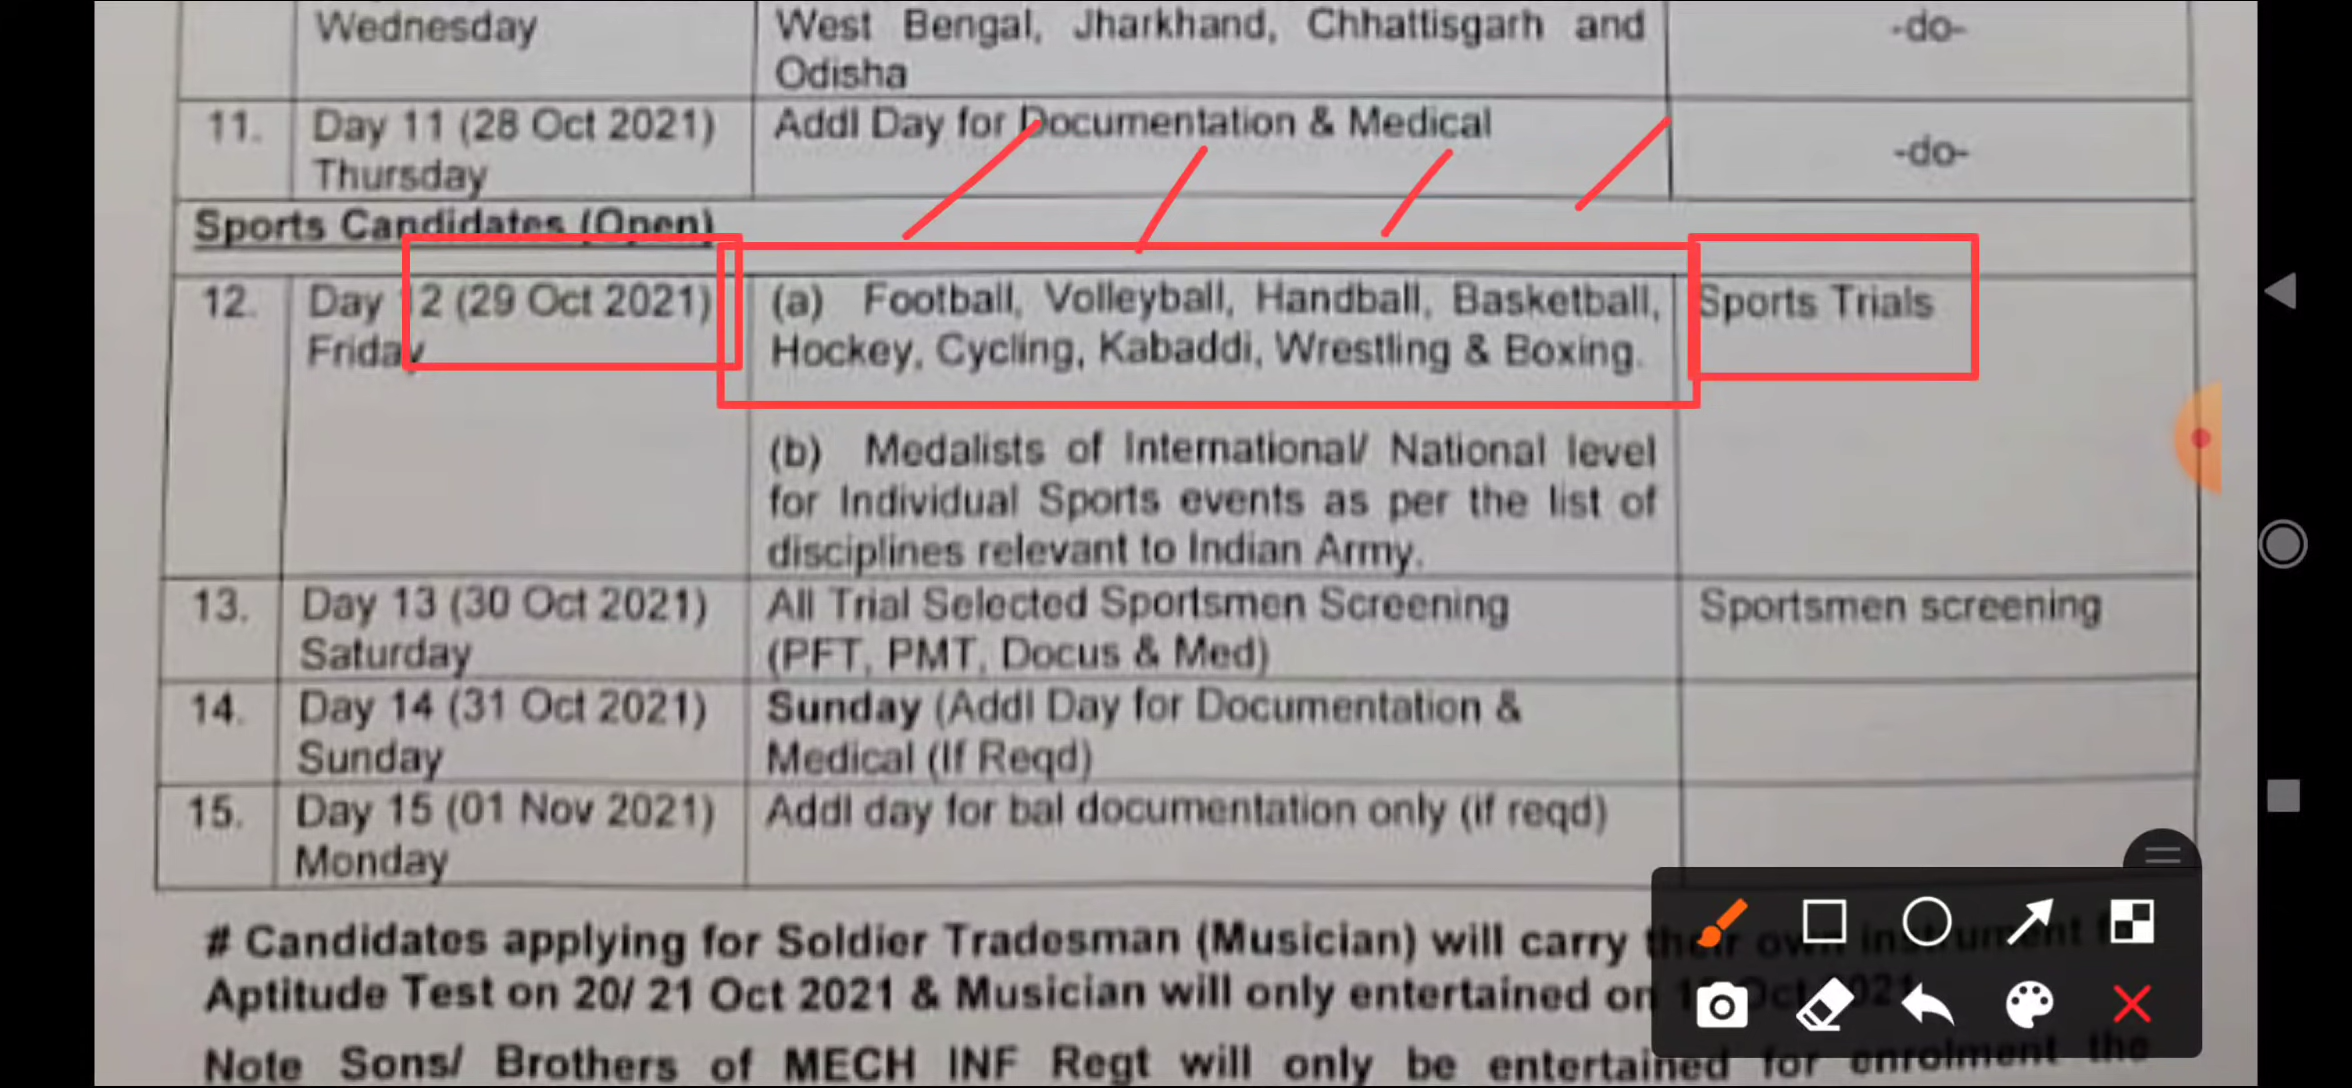 Wednesday
West Bengal, Jharkhand, Chhattisgarh and
Odisha
-do-
11.
Day 11 (28 Oct 2021)
Thursday
Addl Day for Documentation & Medical
-do-
Sports Candidates (Open)
12.
Day 12 (29 Oct 2021)
Friday
(a) Football, Volleyball, Handball, Basketball,
Hockey, Cycling, Kabaddi, Wrestling & Boxing.
Sports Trials
(b) Medalists of International/ National level
for Individual Sports events as per the list of
disciplines relevant to Indian Army.
13.
Day 13 (30 Oct 2021)
Saturday
All Trial Selected Sportsmen Screening
(PFT, PMT, Docus & Med)
Sportsmen screening
14.
Day 14 (31 Oct 2021)
Sunday
Sunday (Addl Day for Documentation &
Medical (If Reqd)
15.
Day 15 (01 Nov 2021)
Monday
Addl day for bal documentation only (if reqd)
# Candidates applying for Soldier Tradesman (Musician) will carry their own instrument
Aptitude Test on 20/ 21 Oct 2021 & Musician will only entertained on Oct
Note Sons/ Brothers of MECH INF Regt will only be entertained for enrolment the